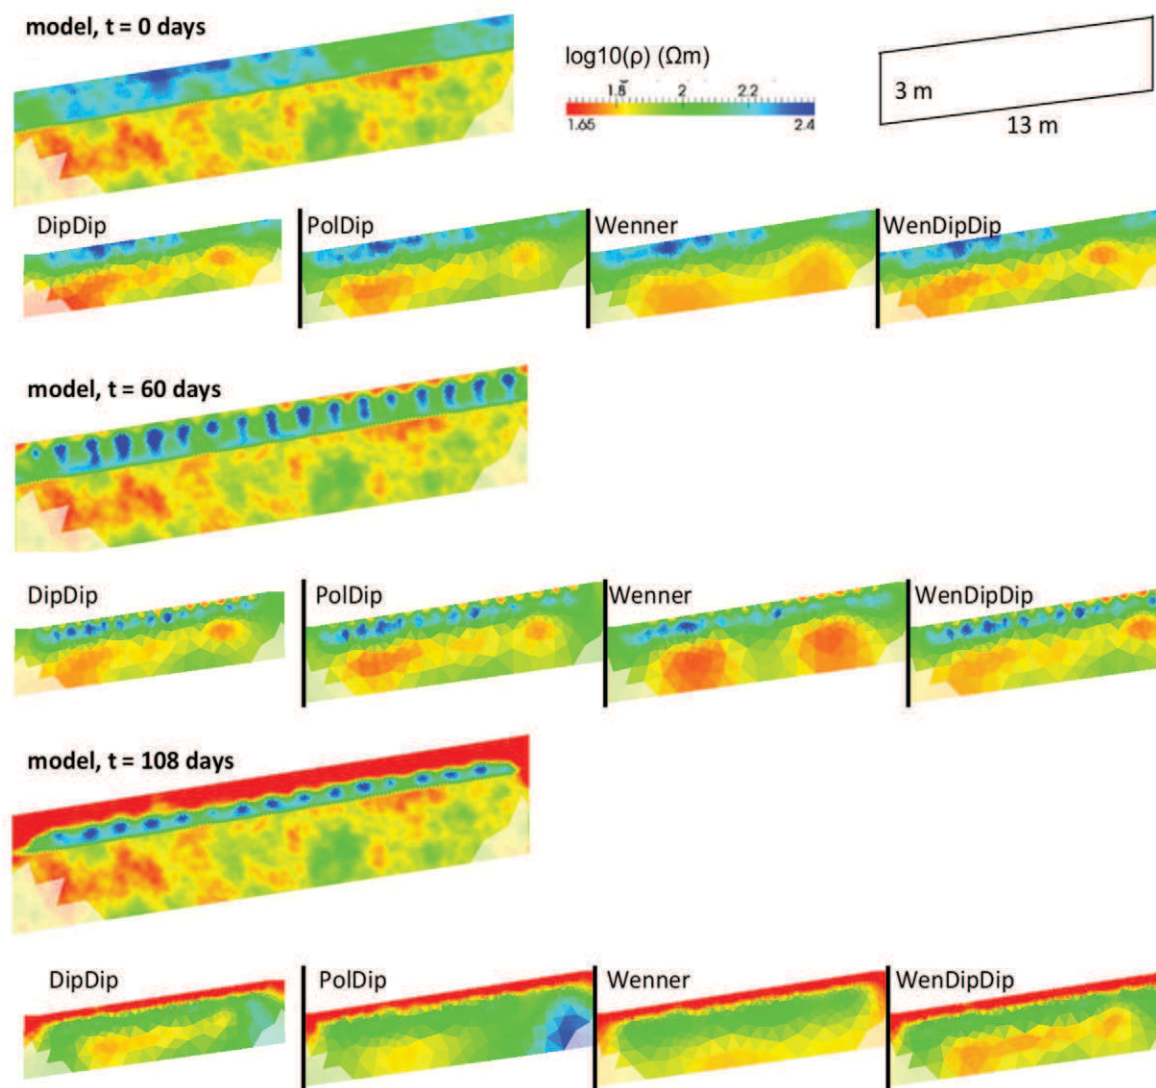 model, t = 0 days
log10(ρ) (Ωm)
1.8 2 2.2
1.65 2.4
3 m
13 m
DipDip PolDip Wenner WenDipDip
model, t = 60 days
DipDip PolDip Wenner WenDipDip
model, t = 108 days
DipDip PolDip Wenner WenDipDip